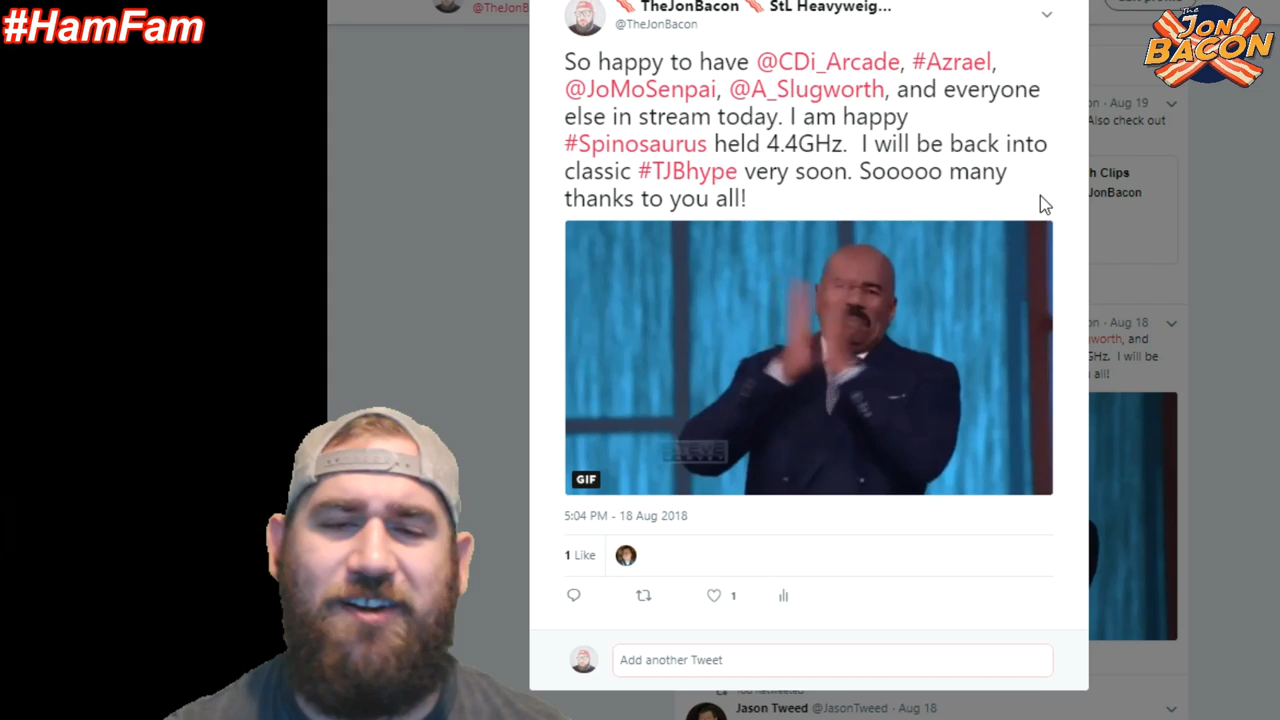 #HamFam
The
JON
BACON
@TheJonB
TheJonBacon StL Heavyweig...
@TheJonBacon
So happy to have @CDi_Arcade, #Azrael,
@JoMoSenpai, @A_Slugworth, and everyone
else in stream today. I am happy
#Spinosaurus held 4.4GHz. I will be back into
classic #TJBhype very soon. Sooooo many
thanks to you all!
STEVE
GIF
5:04 PM - 18 Aug 2018
1 Like
1
Add another Tweet
on - Aug 19
Also check out
h Clips
JonBacon
on - Aug 18
worth, and
GHz. I will be
all!
You Retweeted
Jason Tweed @JasonTweed - Aug 18